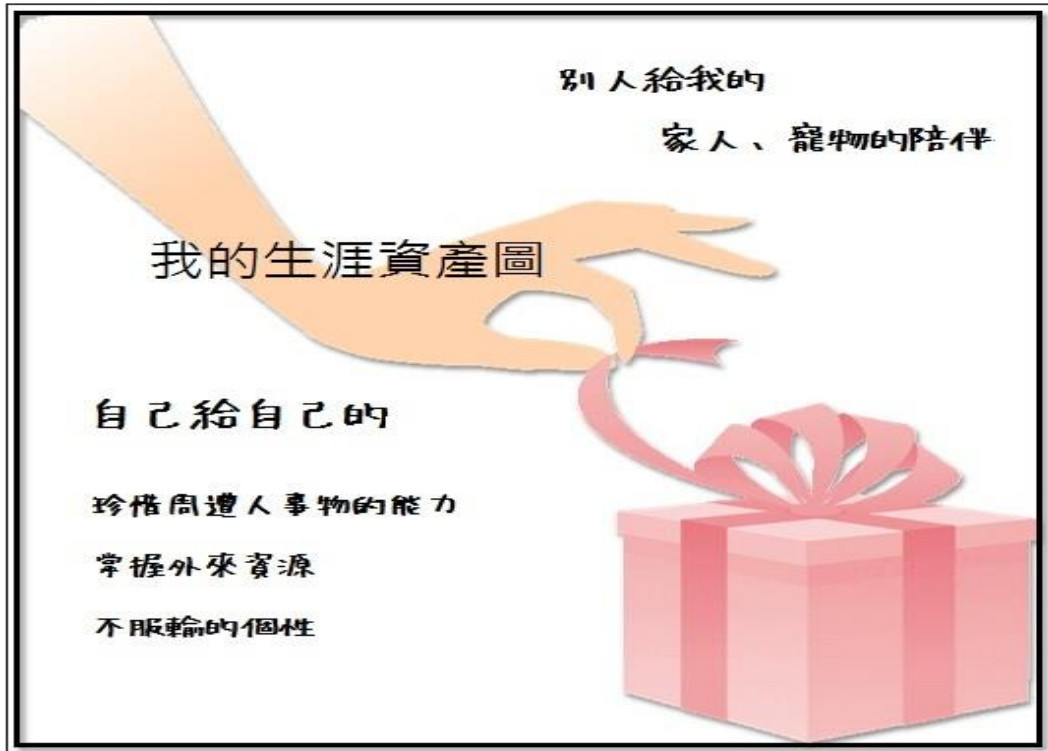 別人給我的
家人、寵物的陪伴
我的生涯資產圖
自己給自己的
珍惜周遭人事物的能力
掌握外來資源
不服輸的個性